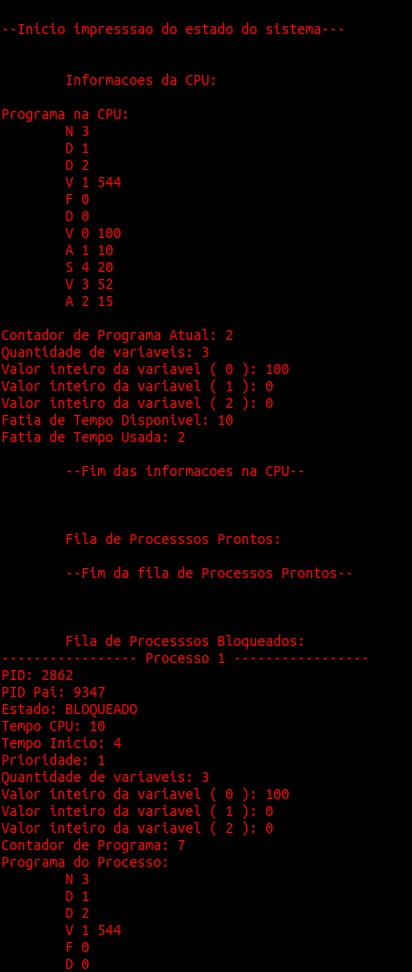 --Inicio impresssao do estado do sistema---
Informacoes da CPU:
Programa na CPU:
N 3
D 1
D 2
V 1 544
F 0
D 0
V 0 100
A 1 10
S 4 20
V 3 52
A 2 15
Contador de Programa Atual: 2
Quantidade de variaveis: 3
Valor inteiro da variavel ( 0 ): 100
Valor inteiro da variavel ( 1 ): 0
Valor inteiro da variavel ( 2 ): 0
Fatia de Tempo Disponivel: 10
Fatia de Tempo Usada: 2
--Fim das informacoes na CPU--
Fila de Processsos Prontos:
--Fim da fila de Processos Prontos--
Fila de Processsos Bloqueados:
----------------- Processo 1 -----------------
PID: 2862
PID Pai: 9347
Estado: BLOQUEADO
Tempo CPU: 10
Tempo Inicio: 4
Prioridade: 1
Quantidade de variaveis: 3
Valor inteiro da variavel ( 0 ): 100
Valor inteiro da variavel ( 1 ): 0
Valor inteiro da variavel ( 2 ): 0
Contador de Programa: 7
Programa do Processo:
N 3
D 1
D 2
V 1 544
F 0
D 0